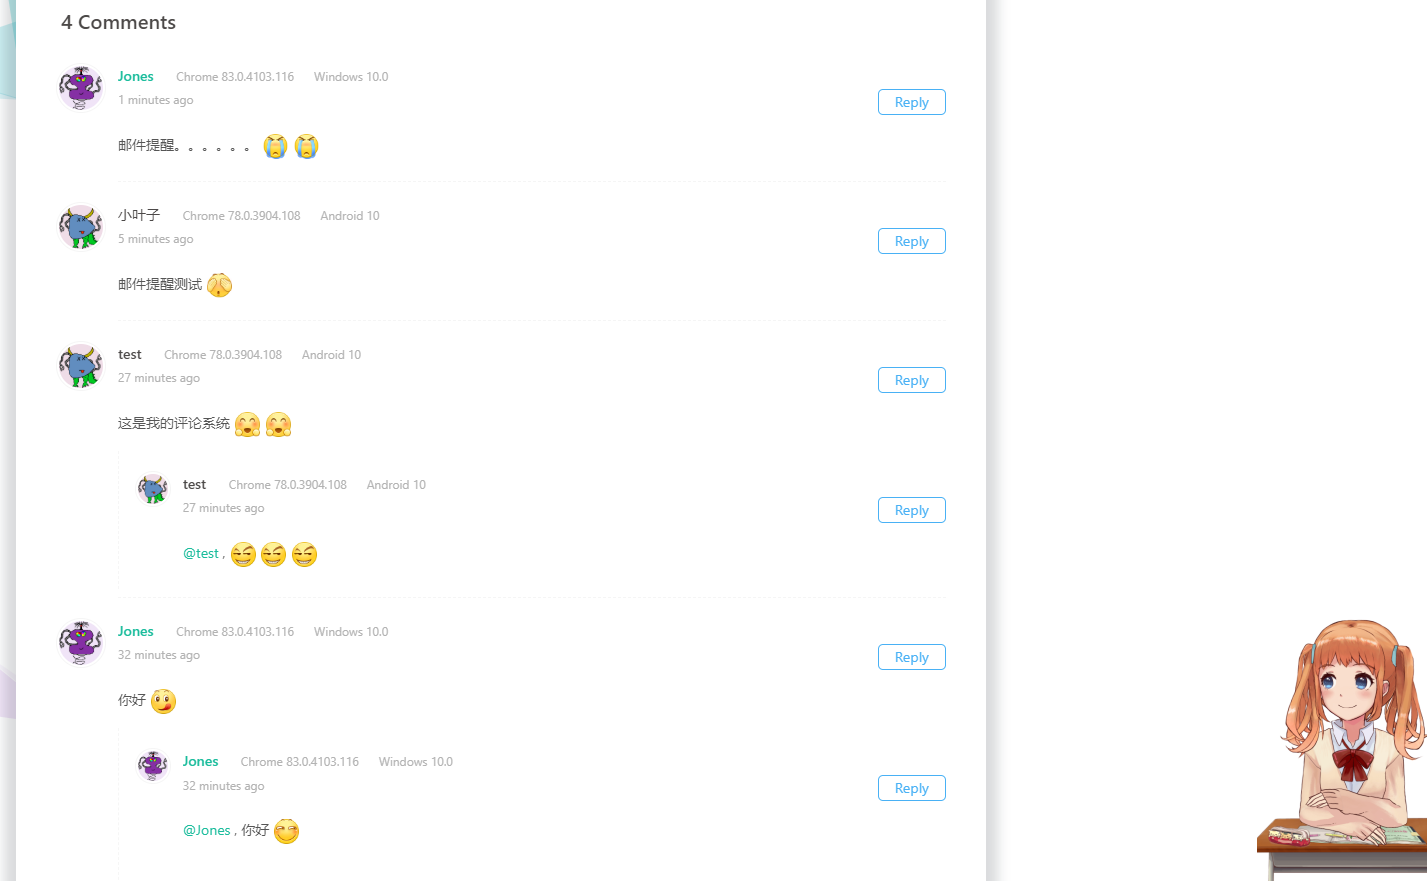 4 Comments
Jones Chrome 83.0.4103.116 Windows 10.0
1 minutes ago
Reply
邮件提醒。。。。。。
小叶子 Chrome 78.0.3904.108 Android 10
5 minutes ago
Reply
邮件提醒测试
test Chrome 78.0.3904.108 Android 10
27 minutes ago
Reply
这是我的评论系统
test Chrome 78.0.3904.108 Android 10
27 minutes ago
Reply
@test ,
Jones Chrome 83.0.4103.116 Windows 10.0
32 minutes ago
Reply
你好
Jones Chrome 83.0.4103.116 Windows 10.0
32 minutes ago
Reply
@Jones , 你好